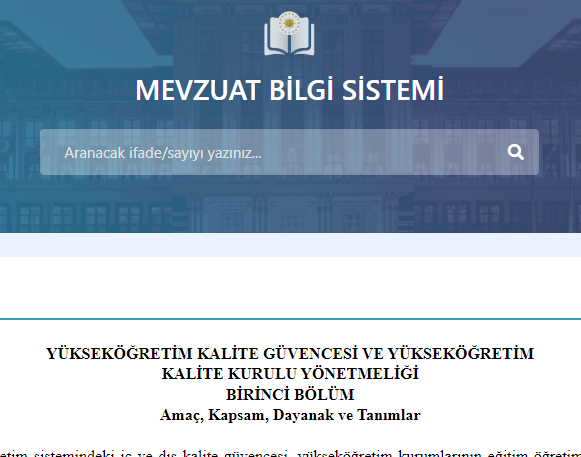 MEVZUAT BİLGİ SİSTEMİ
Aranacak ifade/sayıyı yazınız...
YÜKSEKÖĞRETİM KALİTE GÜVENCESİ VE YÜKSEKÖĞRETİM
KALİTE KURULU YÖNETMELİĞİ
BİRİNCİ BÖLÜM
Amaç, Kapsam, Dayanak ve Tanımlar
etim sistemindeki iç ve dış kalite güvencesi, yükseköğretim kurumlarının eğitim öğretim